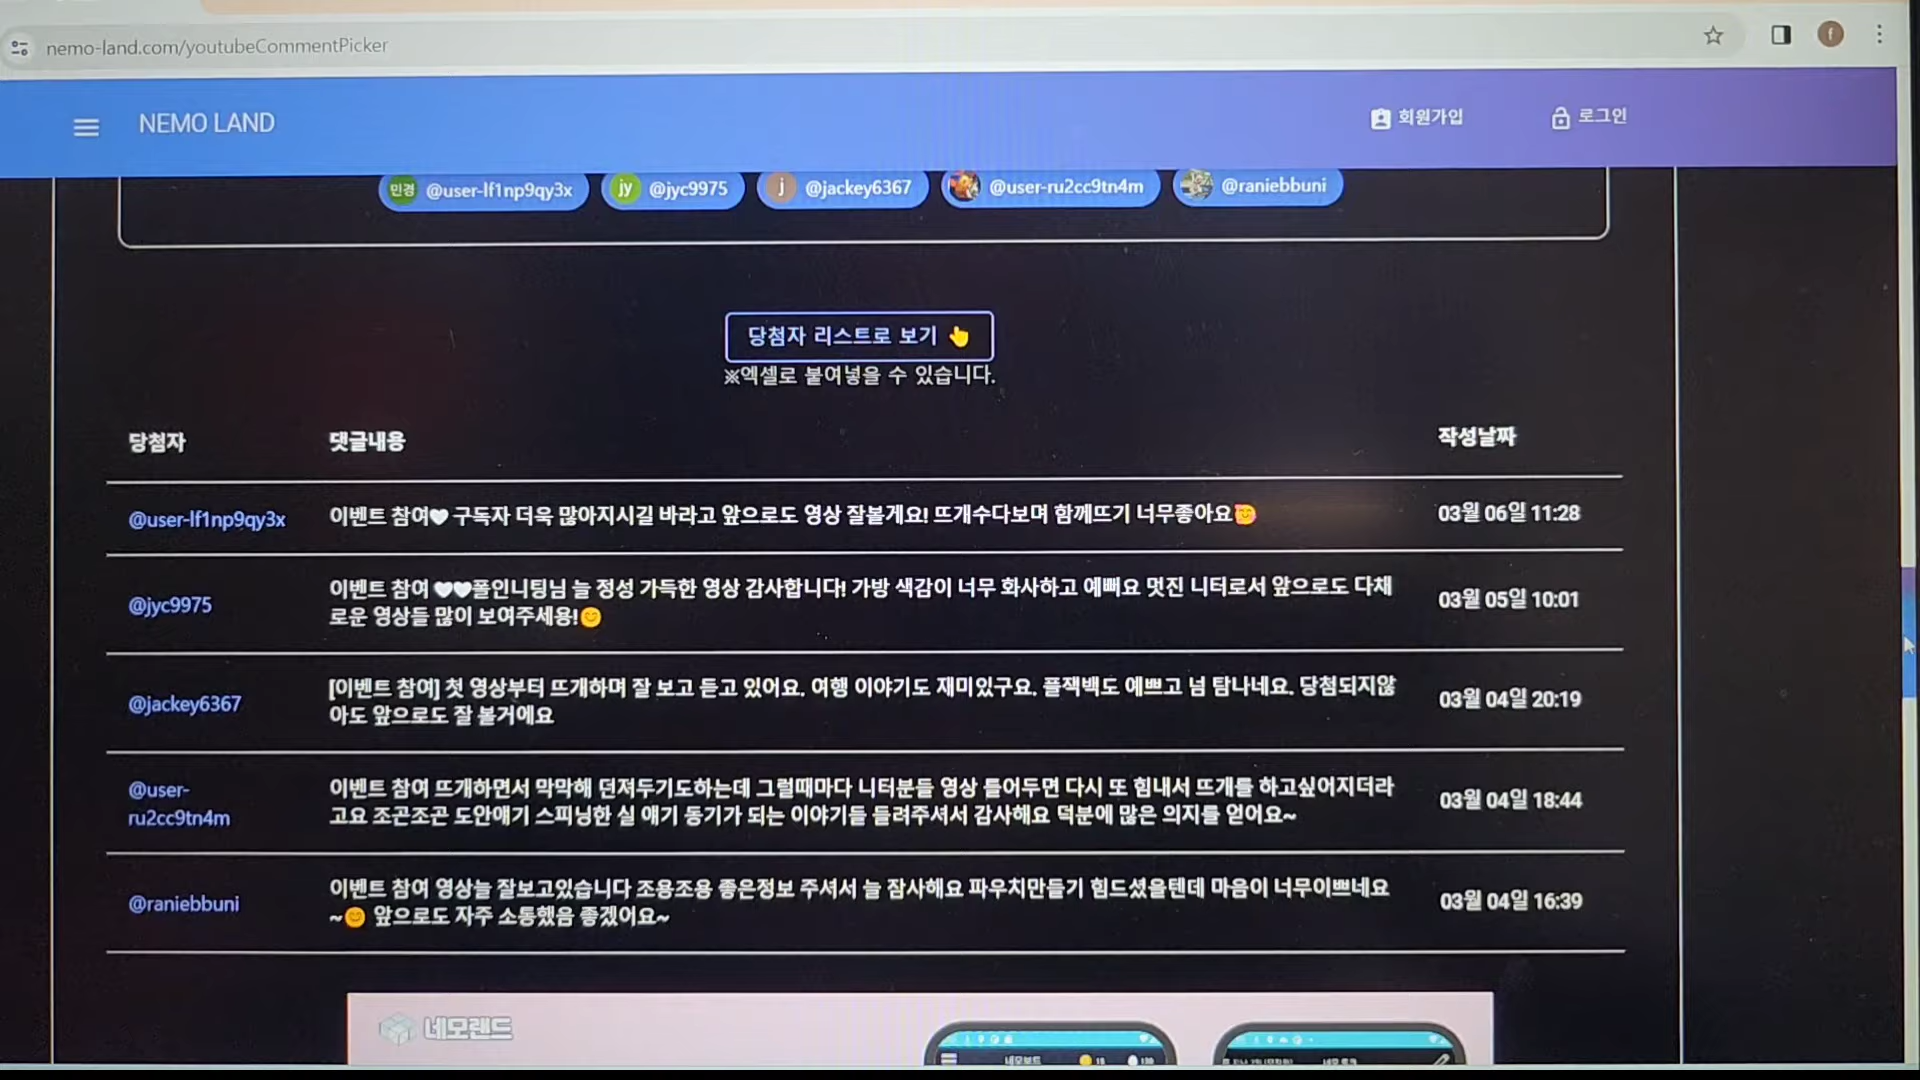 nemo-land.com/youtubeCommentPicker
f
NEMO LAND
회원가입
로그인
민경 @user-lf1np9qy3x
jy @jyc9975
j @jackey6367
@user-ru2cc9tn4m
@raniebbuni
당첨자 리스트로 보기 👆
※엑셀로 붙여넣을 수 있습니다.
당첨자 댓글내용 작성날짜
@user-lf1np9qy3x 이벤트 참여🖤 구독자 더욱 많아지시길 바라고 앞으로도 영상 잘볼게요! 뜨개수다보며 함께뜨기 너무좋아요🥰 03월 06일 11:28
@jyc9975
이벤트 참여 🖤🖤폴인니팅님 늘 정성 가득한 영상 감사합니다! 가방 색감이 너무 화사하고 예뻐요 멋진 니터로서 앞으로도 다채
로운 영상들 많이 보여주세용!😊
03월 05일 10:01
@jackey6367
[이벤트 참여] 첫 영상부터 뜨개하며 잘 보고 듣고 있어요. 여행 이야기도 재미있구요. 플잭백도 예쁘고 넘 탐나네요. 당첨되지않
아도 앞으로도 잘 볼거에요
03월 04일 20:19
@user-
ru2cc9tn4m
이벤트 참여 뜨개하면서 막막해 던져두기도하는데 그럴때마다 니터분들 영상 틀어두면 다시 또 힘내서 뜨개를 하고싶어지더라
고요 조곤조곤 도안얘기 스피닝한 실 얘기 동기가 되는 이야기들 들려주셔서 감사해요 덕분에 많은 의지를 얻어요~
03월 04일 18:44
@raniebbuni
이벤트 참여 영상늘 잘보고있습니다 조용조용 좋은정보 주셔서 늘 잠사해요 파우치만들기 힘드셨을텐데 마음이 너무이쁘네요
~😊 앞으로도 자주 소통했음 좋겠어요~
03월 04일 16:39
네모랜드
네모보드